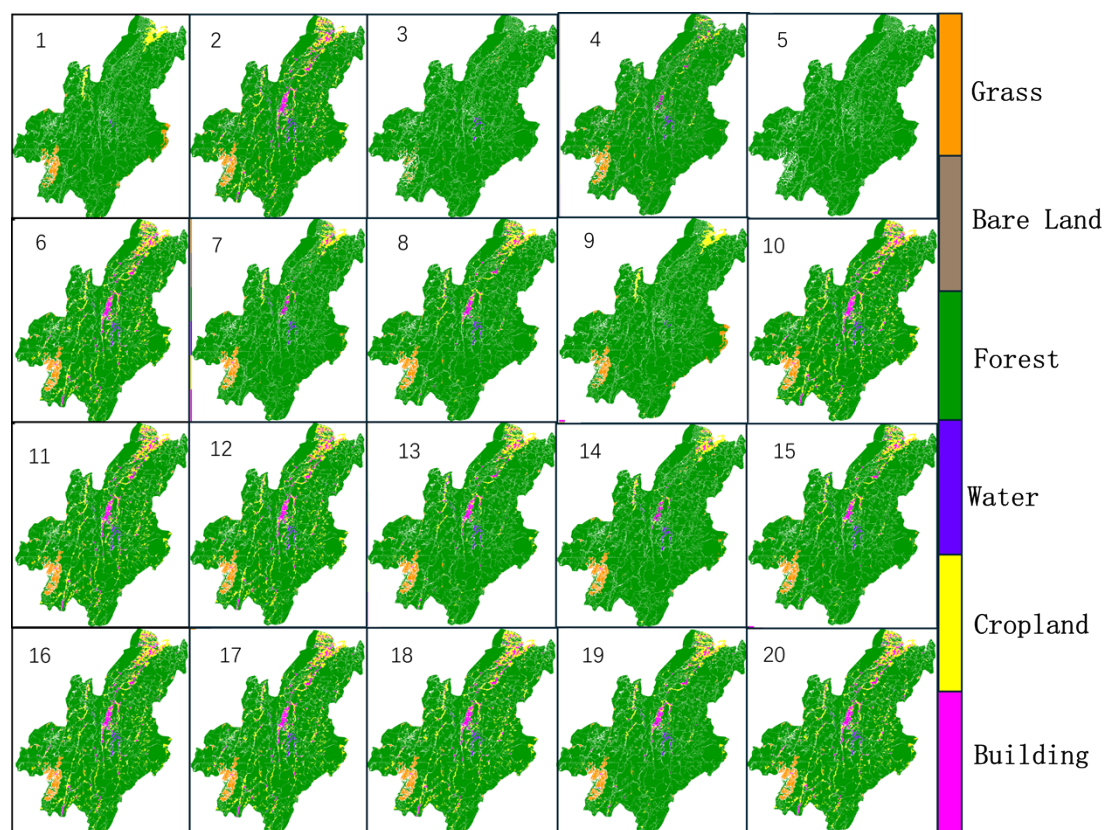 1 2 3 4 5
Grass
Bare Land
6 7 8 9 10
Forest
11 12 13 14 15
Water
Cropland
16 17 18 19 20
Building